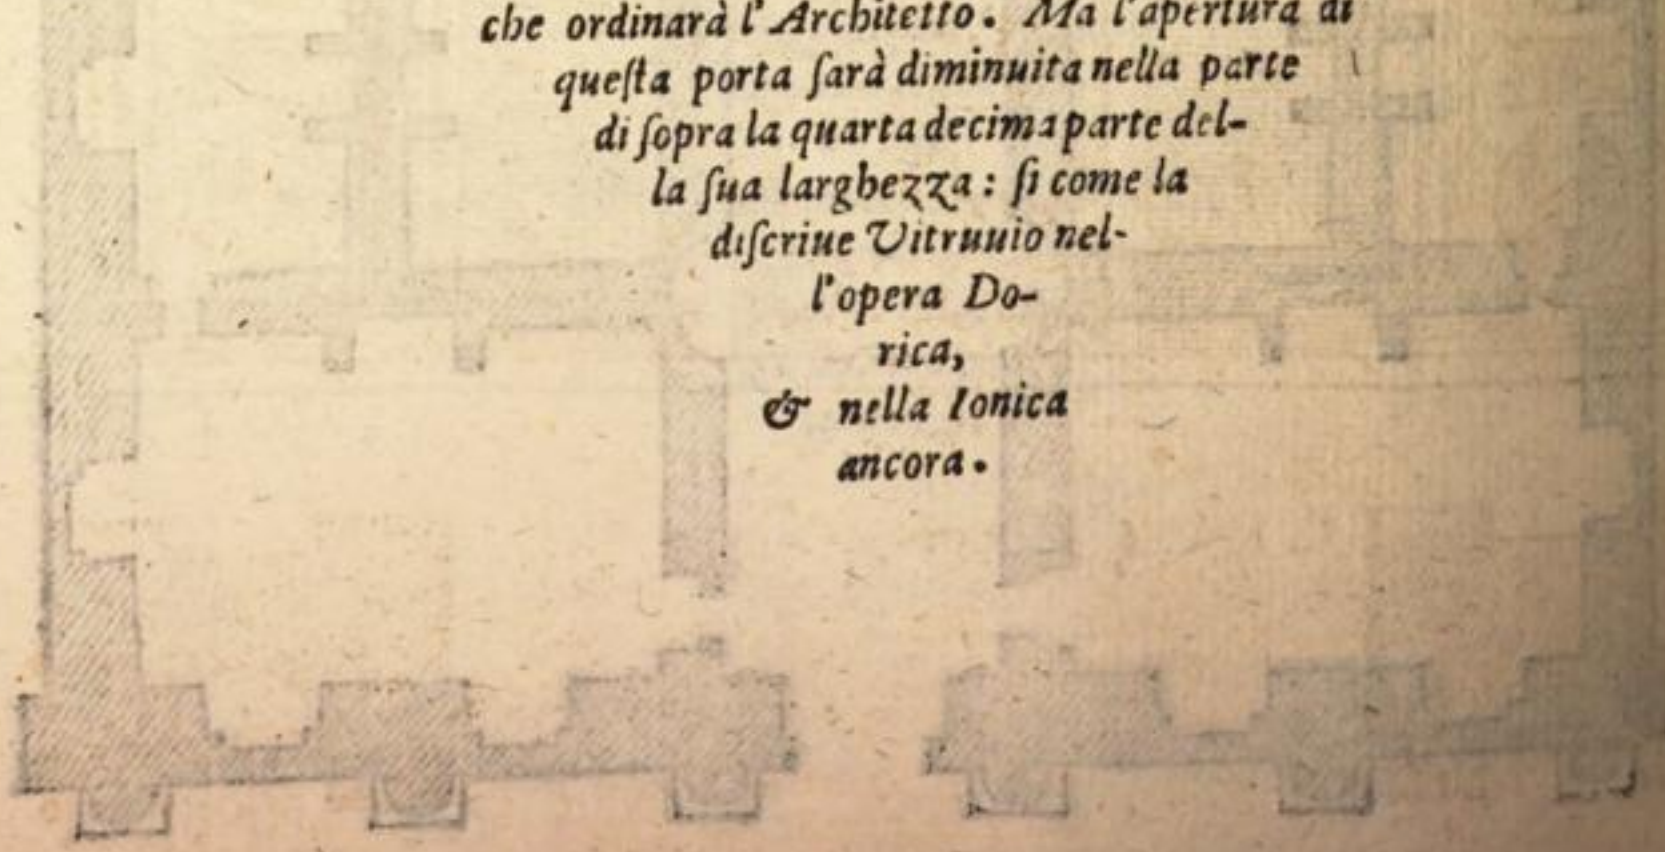 che ordinarà l'Architetto. Ma l'apertura di
queſta porta ſarà diminuita nella parte
di ſopra la quarta decima parte del-
la ſua larghezza: ſi come la
diſcriue Vitruuio nel-
l'opera Do-
rica,
& nella Ionica
ancora.